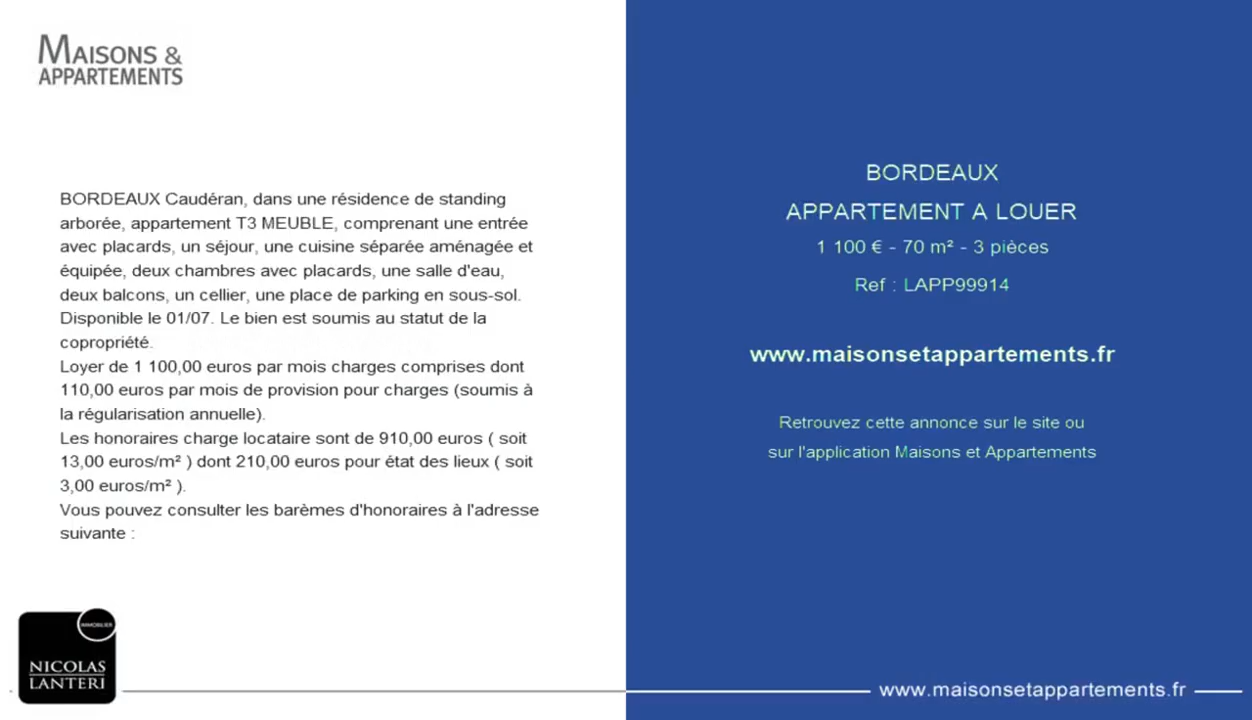 MAISONS &
APPARTEMENTS
BORDEAUX Caudéran, dans une résidence de standing
arborée, appartement T3 MEUBLE, comprenant une entrée
avec placards, un séjour, une cuisine séparée aménagée et
équipée, deux chambres avec placards, une salle d'eau,
deux balcons, un cellier, une place de parking en sous-sol.
Disponible le 01/07. Le bien est soumis au statut de la
copropriété.
Loyer de 1 100,00 euros par mois charges comprises dont
110,00 euros par mois de provision pour charges (soumis à
la régularisation annuelle).
Les honoraires charge locataire sont de 910,00 euros ( soit
13,00 euros/m² ) dont 210,00 euros pour état des lieux ( soit
3,00 euros/m² ).
Vous pouvez consulter les barèmes d'honoraires à l'adresse
suivante :
IMMOBILIER
NICOLAS
LANTERI
BORDEAUX
APPARTEMENT A LOUER
1 100 € - 70 m² - 3 pièces
Ref : LAPP99914
www.maisonsetappartements.fr
Retrouvez cette annonce sur le site ou
sur l'application Maisons et Appartements
www.maisonsetappartements.fr